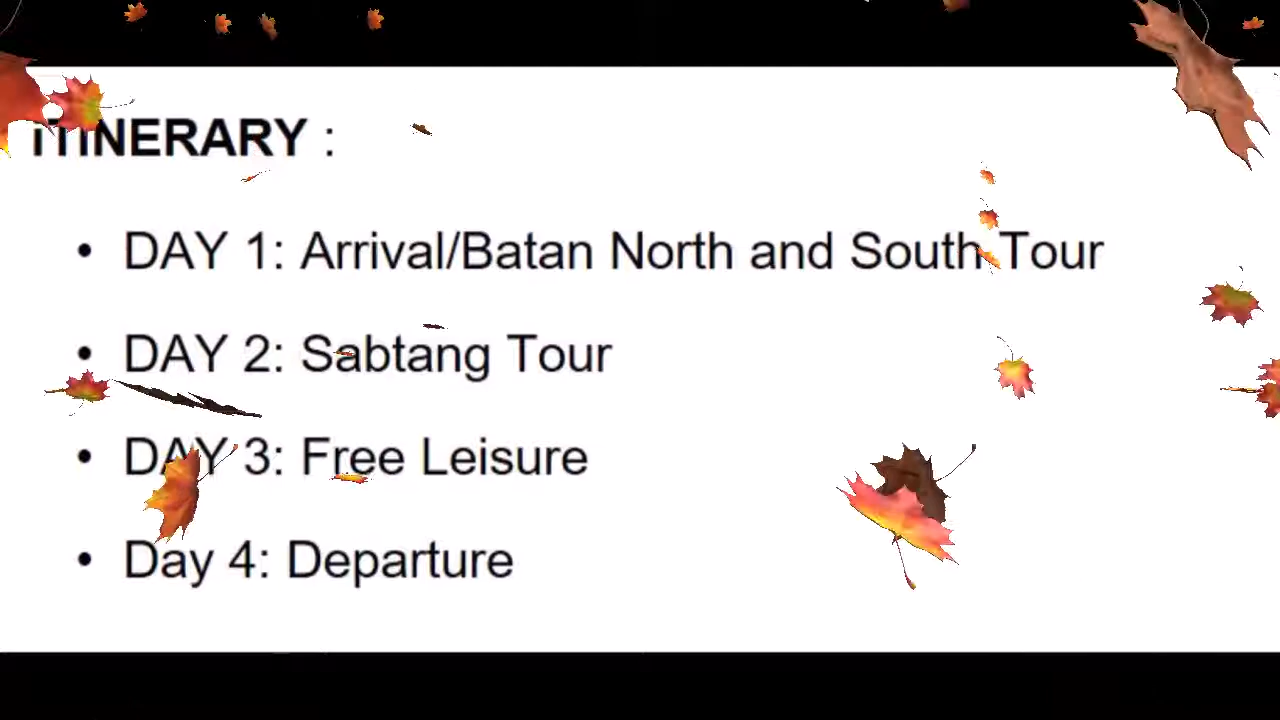 ITINERARY :
• DAY 1: Arrival/Batan North and South Tour
• DAY 2: Sabtang Tour
• DAY 3: Free Leisure
• Day 4: Departure